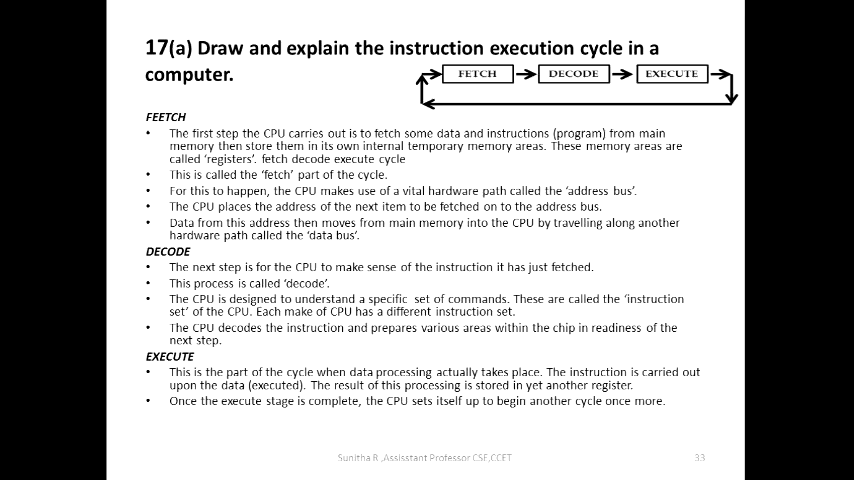 17(a) Draw and explain the instruction execution cycle in a
computer.
FETCH DECODE EXECUTE
FEETCH
• The first step the CPU carries out is to fetch some data and instructions (program) from main
memory then store them in its own internal temporary memory areas. These memory areas are
called ‘registers’. fetch decode execute cycle
• This is called the ‘fetch’ part of the cycle.
• For this to happen, the CPU makes use of a vital hardware path called the ‘address bus’.
• The CPU places the address of the next item to be fetched on to the address bus.
• Data from this address then moves from main memory into the CPU by travelling along another
hardware path called the ‘data bus’.
DECODE
• The next step is for the CPU to make sense of the instruction it has just fetched.
• This process is called ‘decode’.
• The CPU is designed to understand a specific set of commands. These are called the ‘instruction
set’ of the CPU. Each make of CPU has a different instruction set.
• The CPU decodes the instruction and prepares various areas within the chip in readiness of the
next step.
EXECUTE
• This is the part of the cycle when data processing actually takes place. The instruction is carried out
upon the data (executed). The result of this processing is stored in yet another register.
• Once the execute stage is complete, the CPU sets itself up to begin another cycle once more.
Sunitha R ,Assisstant Professor CSE,CCET 33